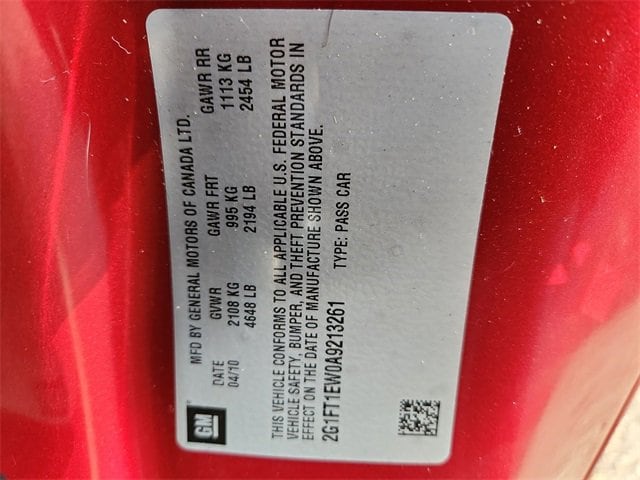 GM
MFD BY GENERAL MOTORS OF CANADA LTD.
DATE GVWR GAWR FRT GAWR RR
04/10 2108 KG 995 KG 1113 KG
4648 LB 2194 LB 2454 LB
THIS VEHICLE CONFORMS TO ALL APPLICABLE U.S. FEDERAL MOTOR
VEHICLE SAFETY, BUMPER, AND THEFT PREVENTION STANDARDS IN
EFFECT ON THE DATE OF MANUFACTURE SHOWN ABOVE.
2G1FT1EW0A9213261 TYPE: PASS CAR